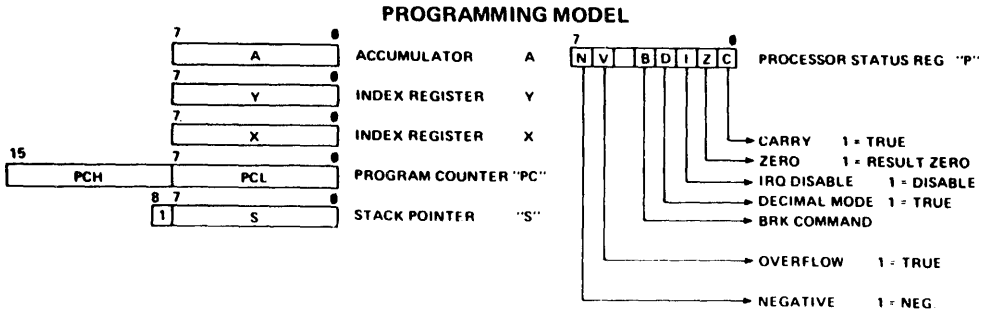 PROGRAMMING MODEL
7 0
A
ACCUMULATOR A
7 0
Y
INDEX REGISTER Y
7 0
X
INDEX REGISTER X
15 7 0
PCH PCL
PROGRAM COUNTER "PC"
8 7 0
1 S
STACK POINTER "S"
7 0
N V B D I Z C
PROCESSOR STATUS REG "P"
CARRY 1 = TRUE
ZERO 1 = RESULT ZERO
IRQ DISABLE 1 = DISABLE
DECIMAL MODE 1 = TRUE
BRK COMMAND
OVERFLOW 1 = TRUE
NEGATIVE 1 = NEG.